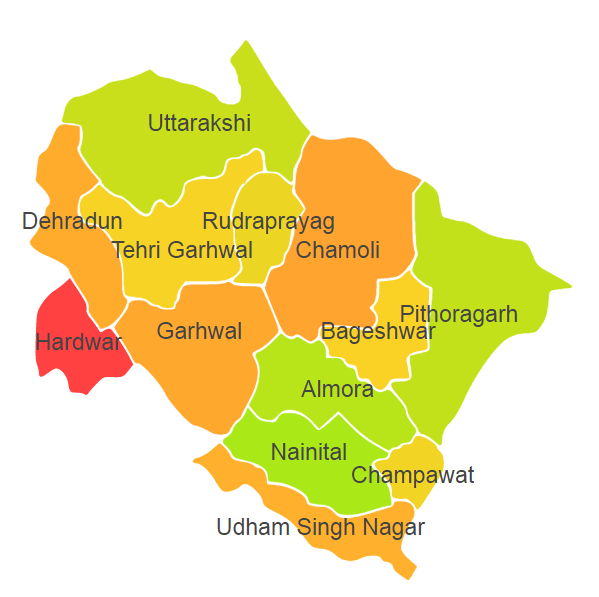 Uttarakshi
Dehradun
Rudraprayag
Tehri Garhwal
Chamoli
Pithoragarh
Hardwar
Garhwal
Bageshwar
Almora
Nainital
Champawat
Udham Singh Nagar